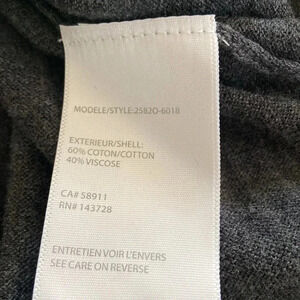 MODELE/STYLE:2582O-6018
EXTERIEUR/SHELL:
60% COTON/COTTON
40% VISCOSE
CA# 58911
RN# 143728
ENTRETIEN VOIR L'ENVERS
SEE CARE ON REVERSE